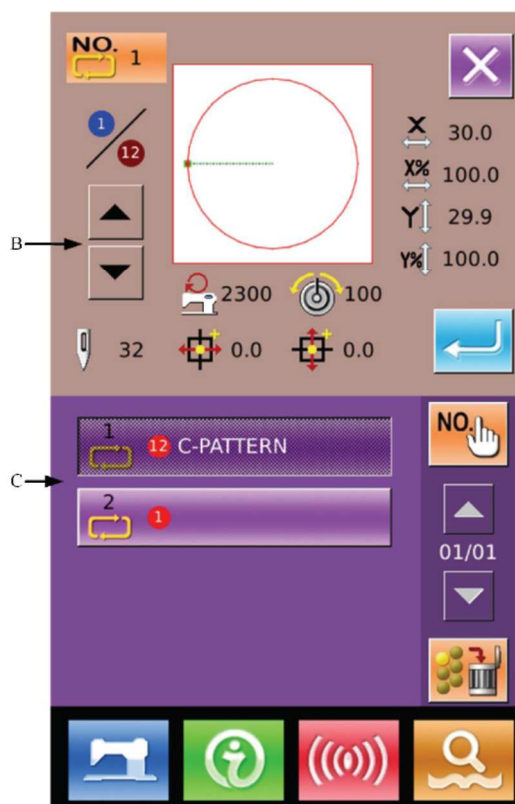 NO. 1
1 / 12
B
X 30.0
X% 100.0
Y 29.9
Y% 100.0
2300 100
32 0.0 0.0
C
1 12 C-PATTERN
2 1
NO.
01/01